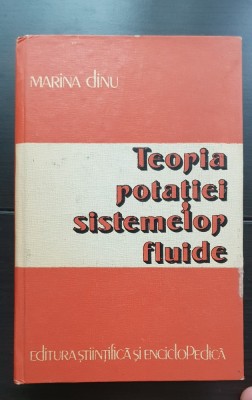 MARINA dINU
Teoria
rotației
sistemelor
fluide
EDITURA ȘTIINȚIFICĂ ȘI ENCICLOPEDICĂ